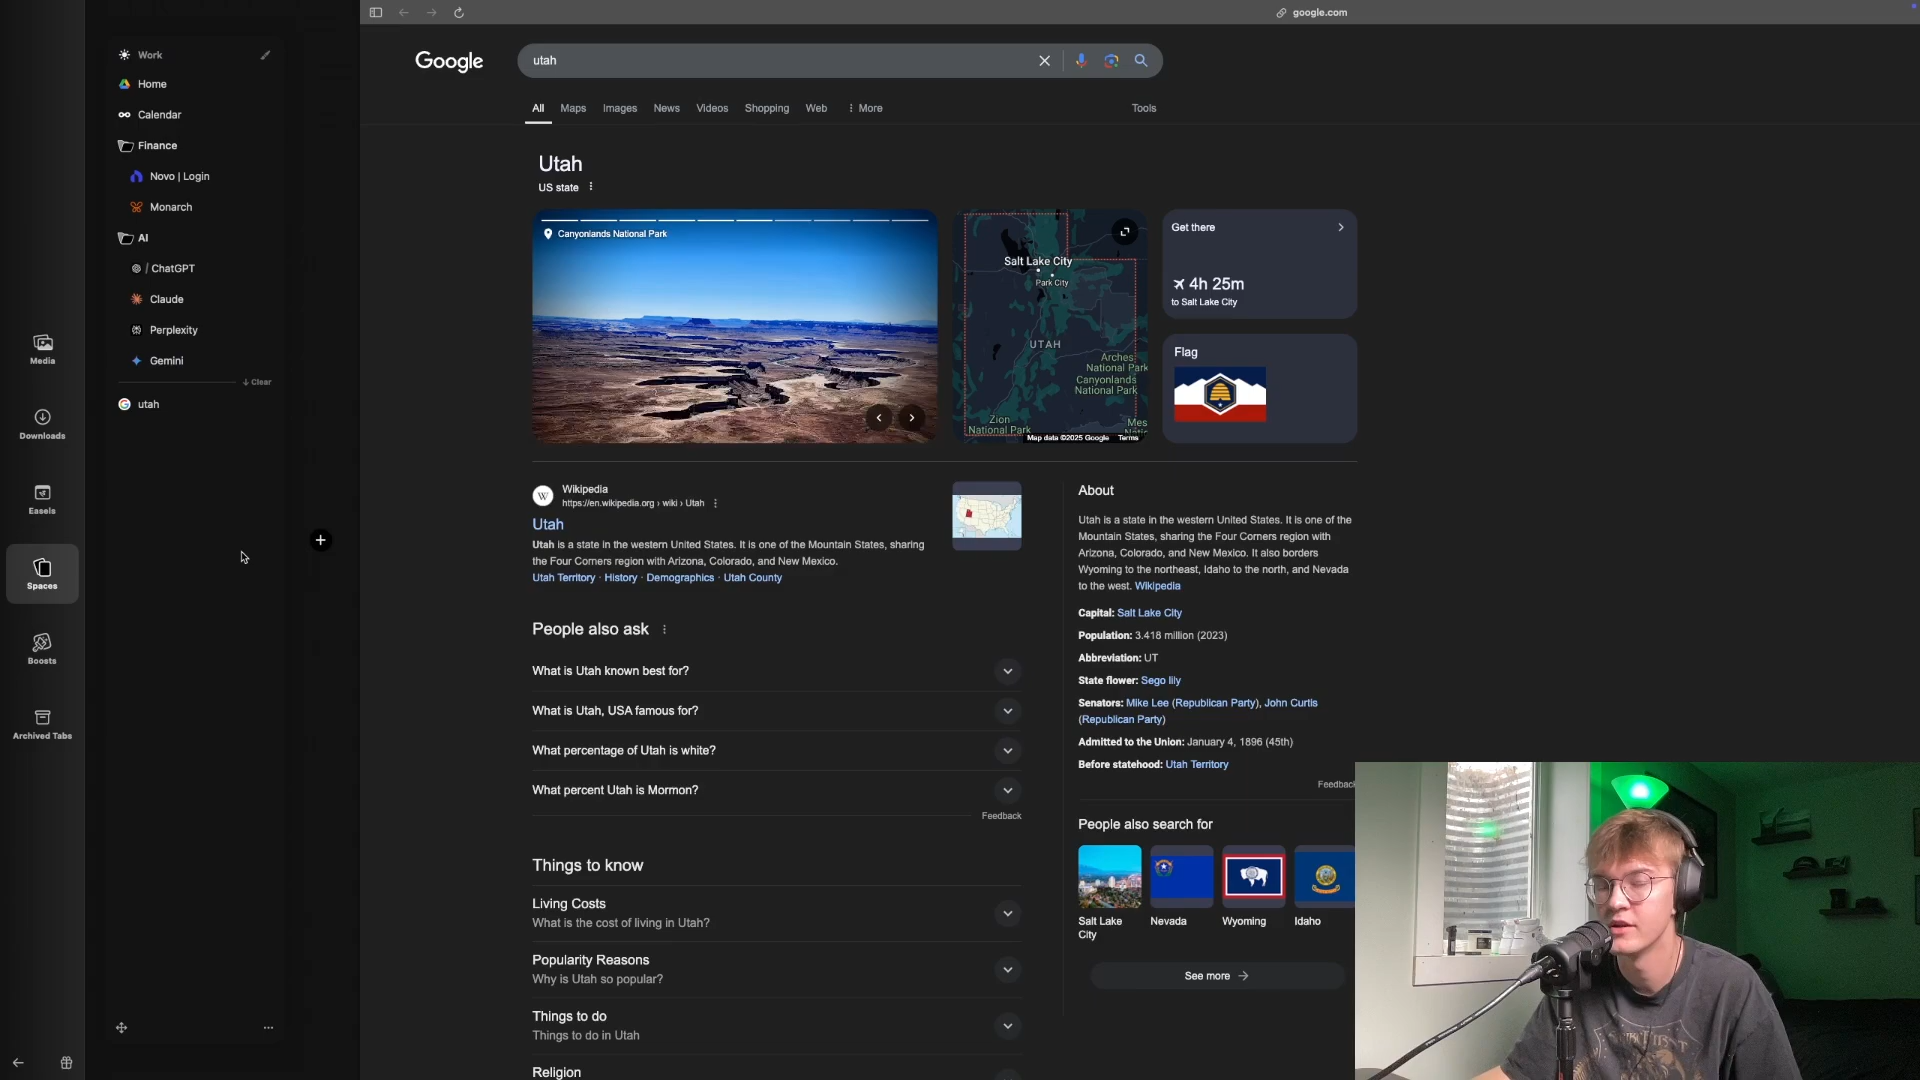 google.com
Work
Home
Calendar
Finance
Novo | Login
Monarch
AI
/ ChatGPT
Claude
Perplexity
Gemini
Clear
utah
Media
Downloads
Easels
Spaces
Boosts
Archived Tabs
Google
utah
All
Maps
Images
News
Videos
Shopping
Web
More
Tools
Utah
US state
Canyonlands National Park
Salt Lake City
Park City
UTAH
Arches
National Park
Canyonlands
National Park
Zion
National Park
Mes
Map data ©2025 Google
Terms
Get there
4h 25m
to Salt Lake City
Flag
Wikipedia
https://en.wikipedia.org › wiki › Utah
Utah
Utah is a state in the western United States. It is one of the Mountain States, sharing
the Four Corners region with Arizona, Colorado, and New Mexico.
Utah Territory · History · Demographics · Utah County
People also ask
What is Utah known best for?
What is Utah, USA famous for?
What percentage of Utah is white?
What percent Utah is Mormon?
Feedback
Things to know
Living Costs
What is the cost of living in Utah?
Popularity Reasons
Why is Utah so popular?
Things to do
Things to do in Utah
Religion
About
Utah is a state in the western United States. It is one of the
Mountain States, sharing the Four Corners region with
Arizona, Colorado, and New Mexico. It also borders
Wyoming to the northeast, Idaho to the north, and Nevada
to the west. Wikipedia
Capital: Salt Lake City
Population: 3.418 million (2023)
Abbreviation: UT
State flower: Sego lily
Senators: Mike Lee (Republican Party), John Curtis
(Republican Party)
Admitted to the Union: January 4, 1896 (45th)
Before statehood: Utah Territory
Feedback
People also search for
Salt Lake
City
Nevada
Wyoming
Idaho
See more